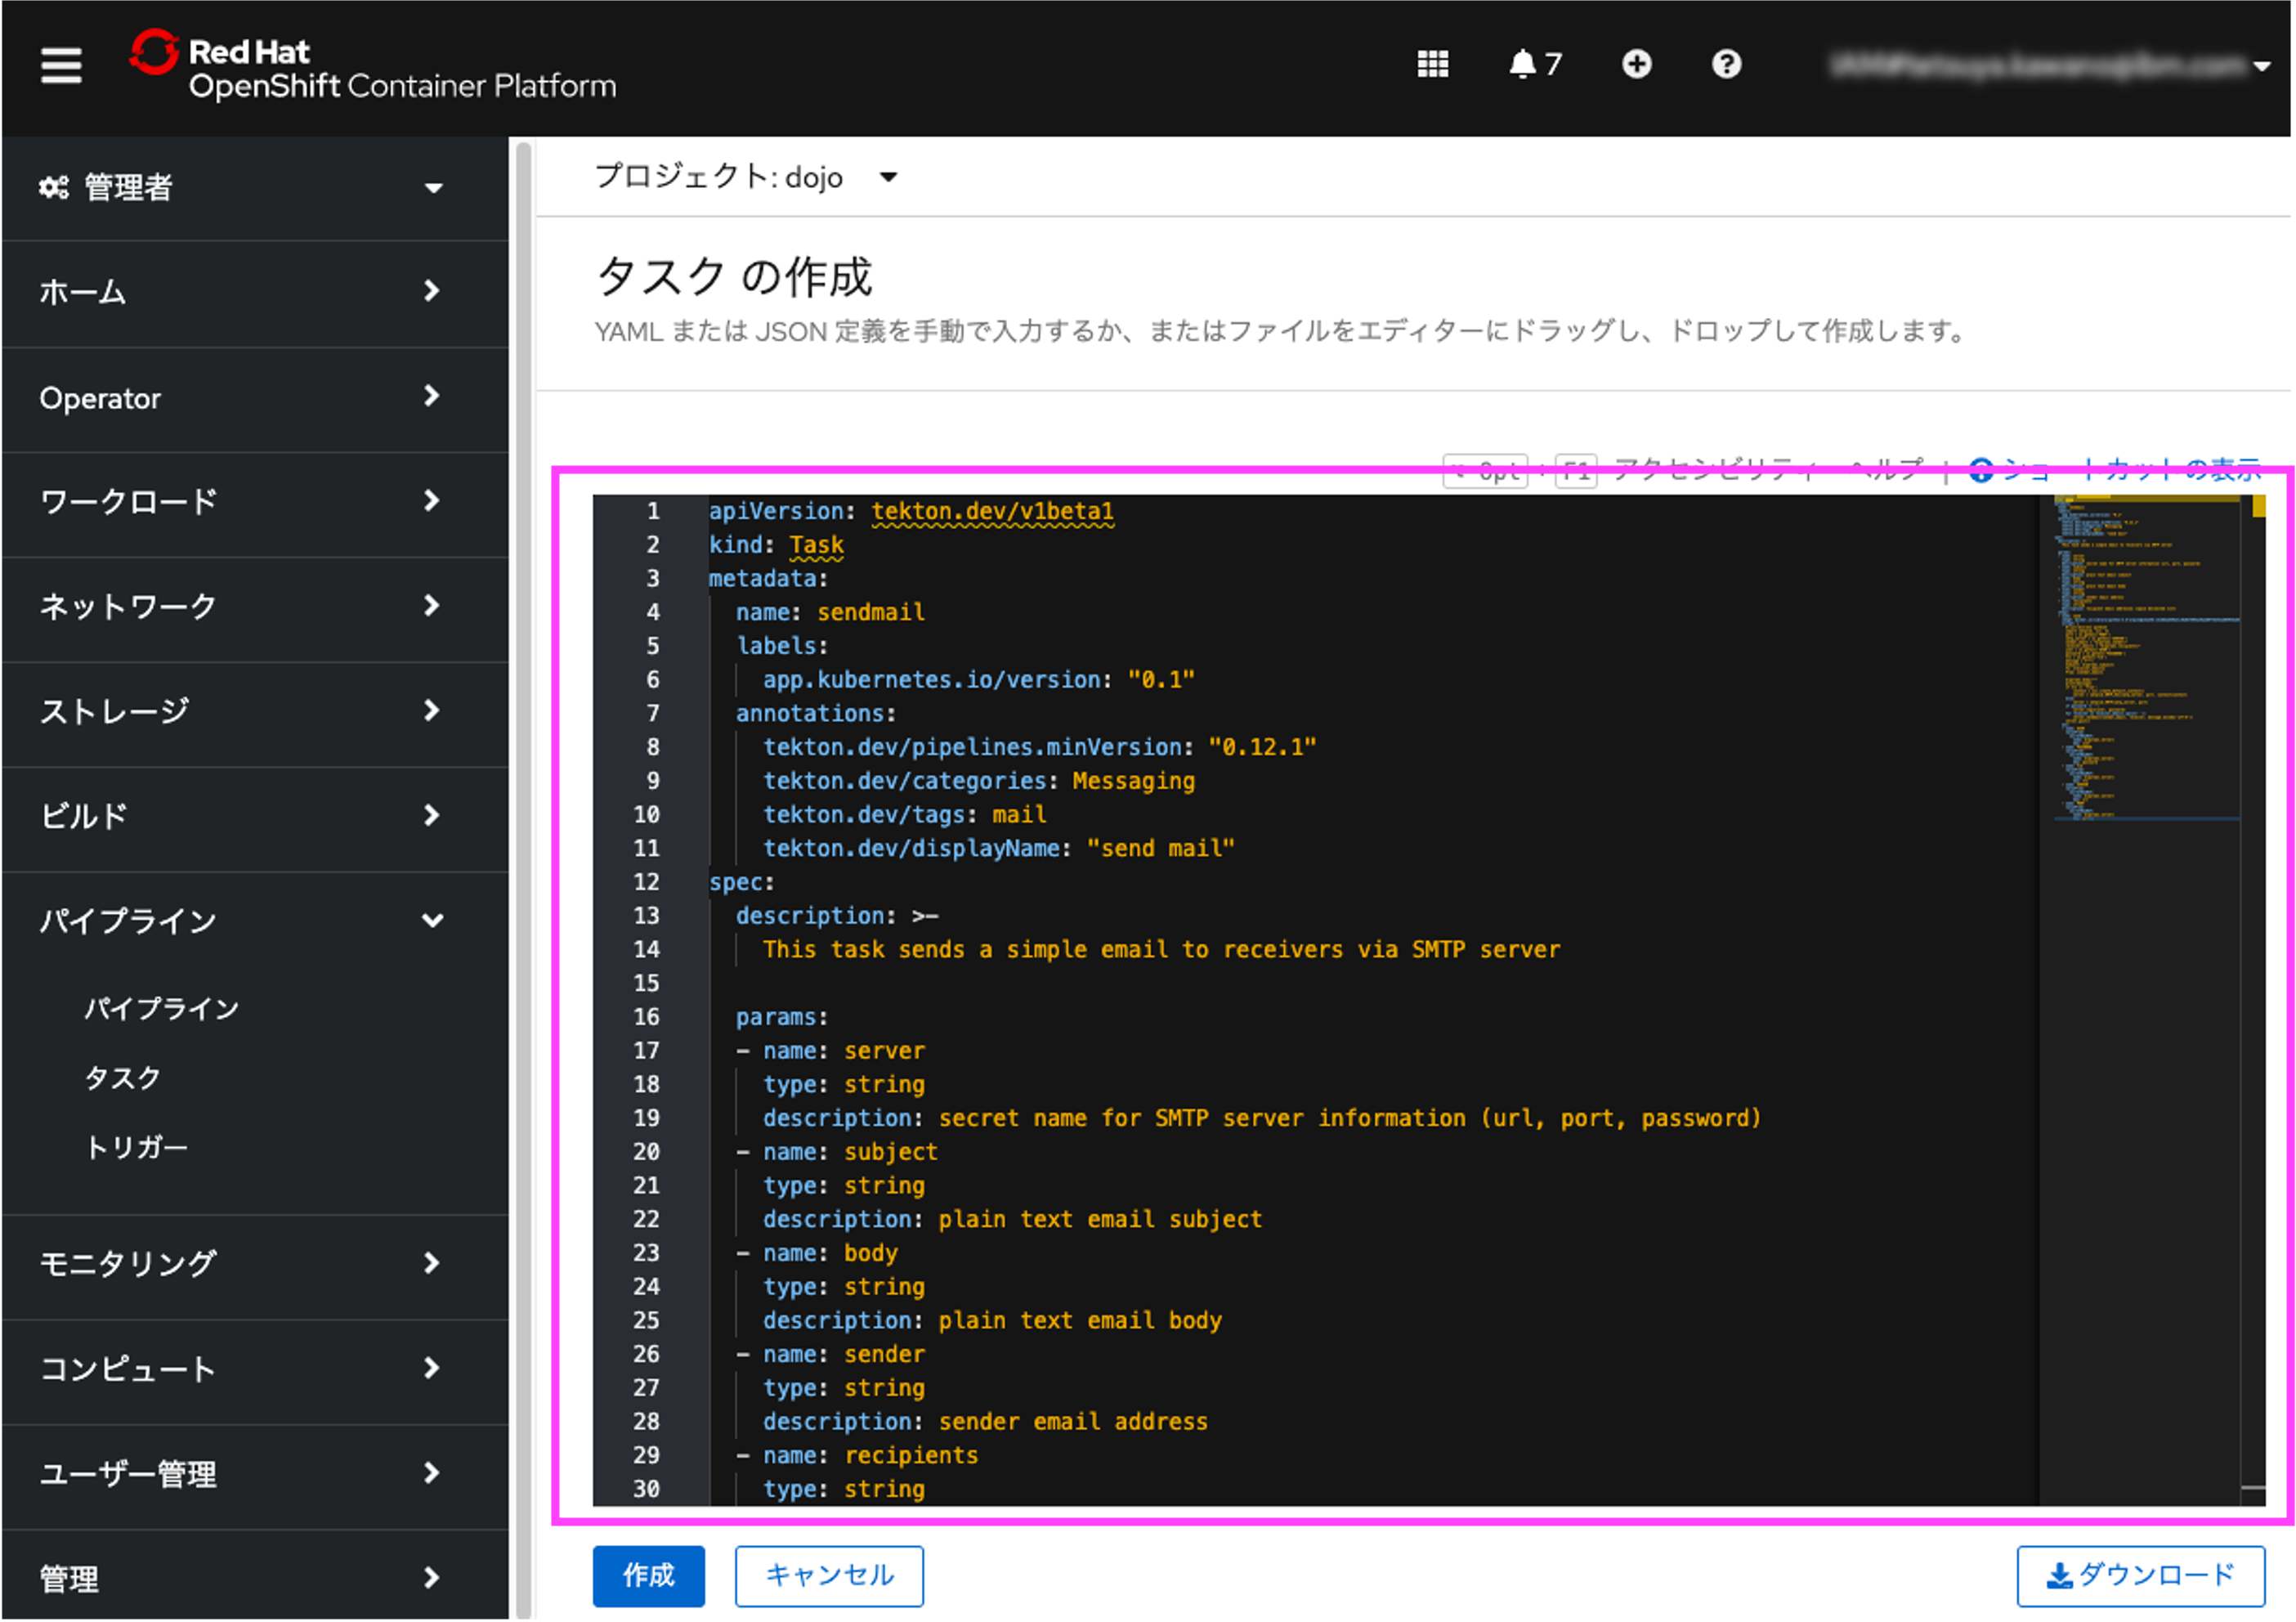 Red Hat
OpenShift Container Platform
7
管理者
ホーム
Operator
ワークロード
ネットワーク
ストレージ
ビルド
パイプライン
パイプライン
タスク
トリガー
モニタリング
コンピュート
ユーザー管理
管理
プロジェクト: dojo
タスク の作成
YAML または JSON 定義を手動で入力するか、またはファイルをエディターにドラッグし、ドロップして作成します。
Opt + F1 アクセシビリティーヘルプ | ショートカットの表示
1 apiVersion: tekton.dev/v1beta1
2 kind: Task
3 metadata:
4 name: sendmail
5 labels:
6 app.kubernetes.io/version: "0.1"
7 annotations:
8 tekton.dev/pipelines.minVersion: "0.12.1"
9 tekton.dev/categories: Messaging
10 tekton.dev/tags: mail
11 tekton.dev/displayName: "send mail"
12 spec:
13 description: >-
14 This task sends a simple email to receivers via SMTP server
15
16 params:
17 - name: server
18 type: string
19 description: secret name for SMTP server information (url, port, password)
20 - name: subject
21 type: string
22 description: plain text email subject
23 - name: body
24 type: string
25 description: plain text email body
26 - name: sender
27 type: string
28 description: sender email address
29 - name: recipients
30 type: string
作成
キャンセル
ダウンロード